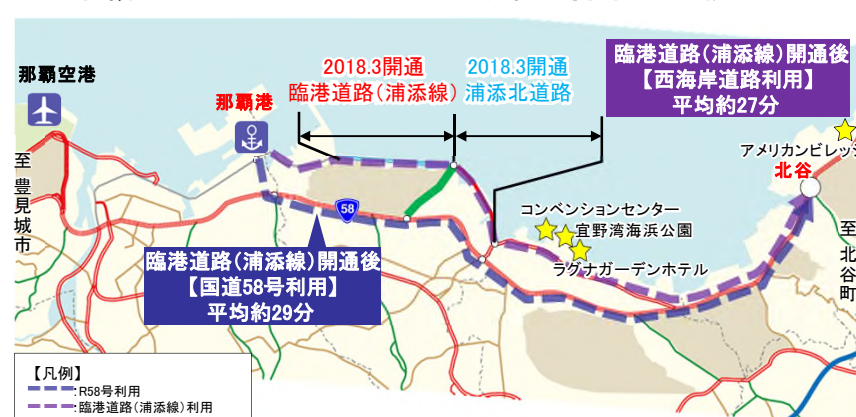 那覇空港
那覇港
2018.3開通
臨港道路(浦添線)
2018.3開通
浦添北道路
臨港道路(浦添線)開通後
【西海岸道路利用】
平均約27分
アメリカンビレッジ
北谷
至 豊見城市
58
コンベンションセンター
宜野湾海浜公園
ラグナガーデンホテル
至 北谷町
臨港道路(浦添線)開通後
【国道58号利用】
平均約29分
【凡例】
:R58号利用
:臨港道路(浦添線)利用